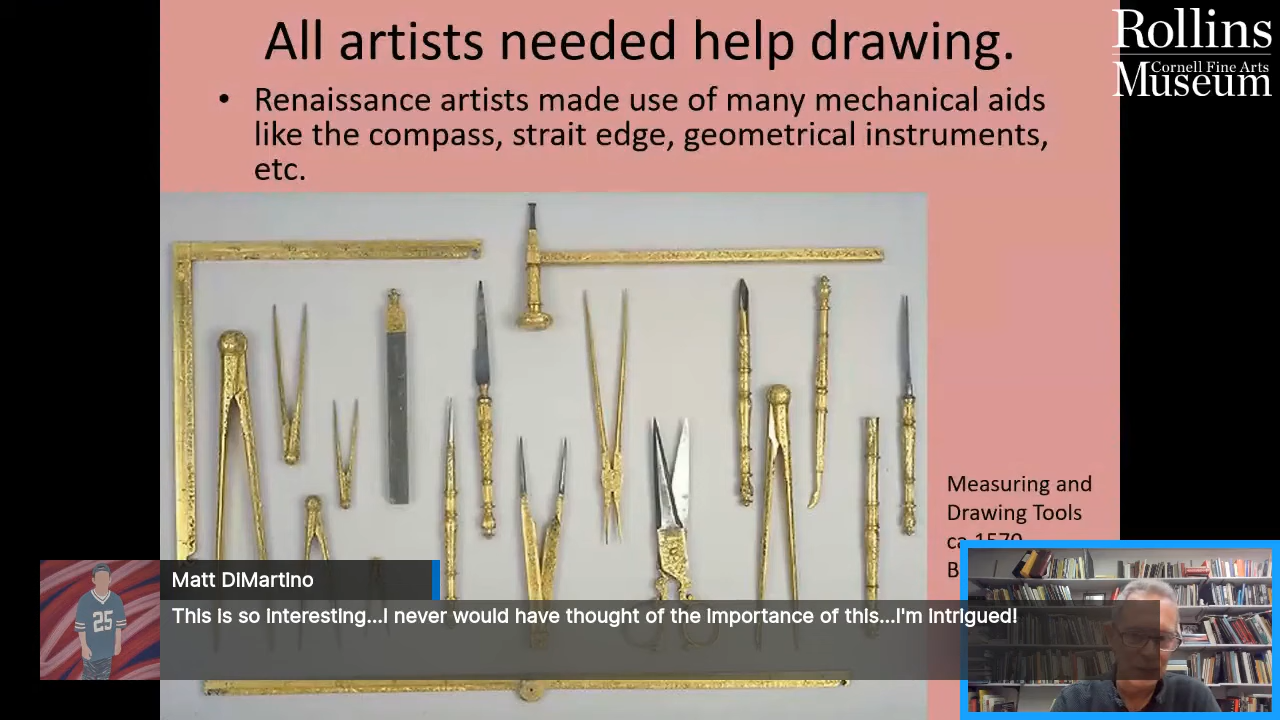 All artists needed help drawing.
Rollins
Cornell Fine Arts
Museum
• Renaissance artists made use of many mechanical aids
like the compass, strait edge, geometrical instruments,
etc.
Measuring and
Drawing Tools
Matt DiMartino
25
This is so interesting...I never would have thought of the importance of this...I'm intrigued!